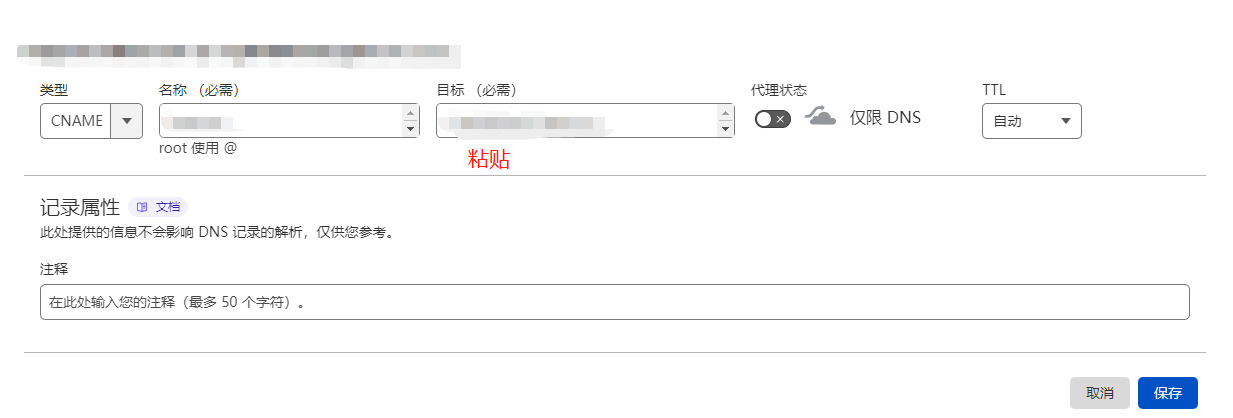 类型 名称 （必需） 目标 （必需） 代理状态 TTL
CNAME 仅限 DNS 自动
root 使用 @
粘贴
记录属性 文档
此处提供的信息不会影响 DNS 记录的解析，仅供您参考。
注释
在此处输入您的注释（最多 50 个字符）。
取消 保存